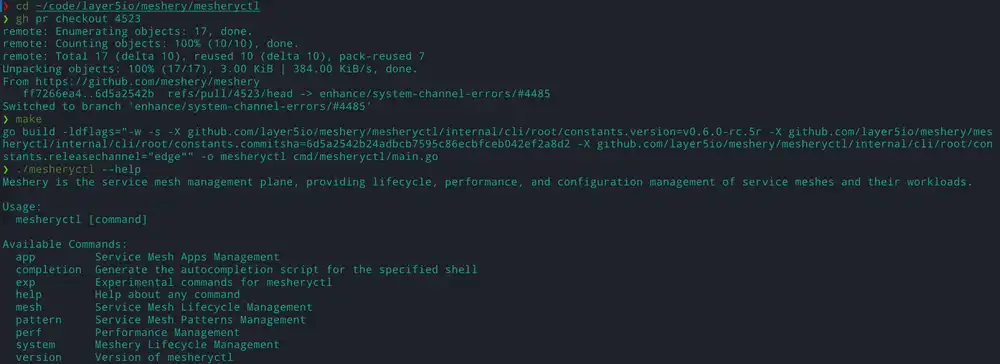 ❯ cd ~/code/layer5io/meshery/mesheryctl
❯ gh pr checkout 4523
remote: Enumerating objects: 17, done.
remote: Counting objects: 100% (10/10), done.
remote: Total 17 (delta 10), reused 10 (delta 10), pack-reused 7
Unpacking objects: 100% (17/17), 3.00 KiB | 384.00 KiB/s, done.
From https://github.com/meshery/meshery
ff7266ea4..6d5a2542b refs/pull/4523/head -> enhance/system-channel-errors/#4485
Switched to branch 'enhance/system-channel-errors/#4485'
❯ make
go build -ldflags="-w -s -X github.com/layer5io/meshery/mesheryctl/internal/cli/root/constants.version=v0.6.0-rc.5r -X github.com/layer5io/meshery/mes
heryctl/internal/cli/root/constants.commitsha=6d5a2542b24adbcb7595c86ecbfceb042ef2a8d2 -X github.com/layer5io/meshery/mesheryctl/internal/cli/root/con
stants.releasechannel="edge"" -o mesheryctl cmd/mesheryctl/main.go
❯ ./mesheryctl --help
Meshery is the service mesh management plane, providing lifecycle, performance, and configuration management of service meshes and their workloads.
Usage:
mesheryctl [command]
Available Commands:
app Service Mesh Apps Management
completion Generate the autocompletion script for the specified shell
exp Experimental commands for mesheryctl
help Help about any command
mesh Service Mesh Lifecycle Management
pattern Service Mesh Patterns Management
perf Performance Management
system Meshery Lifecycle Management
version Version of mesheryctl